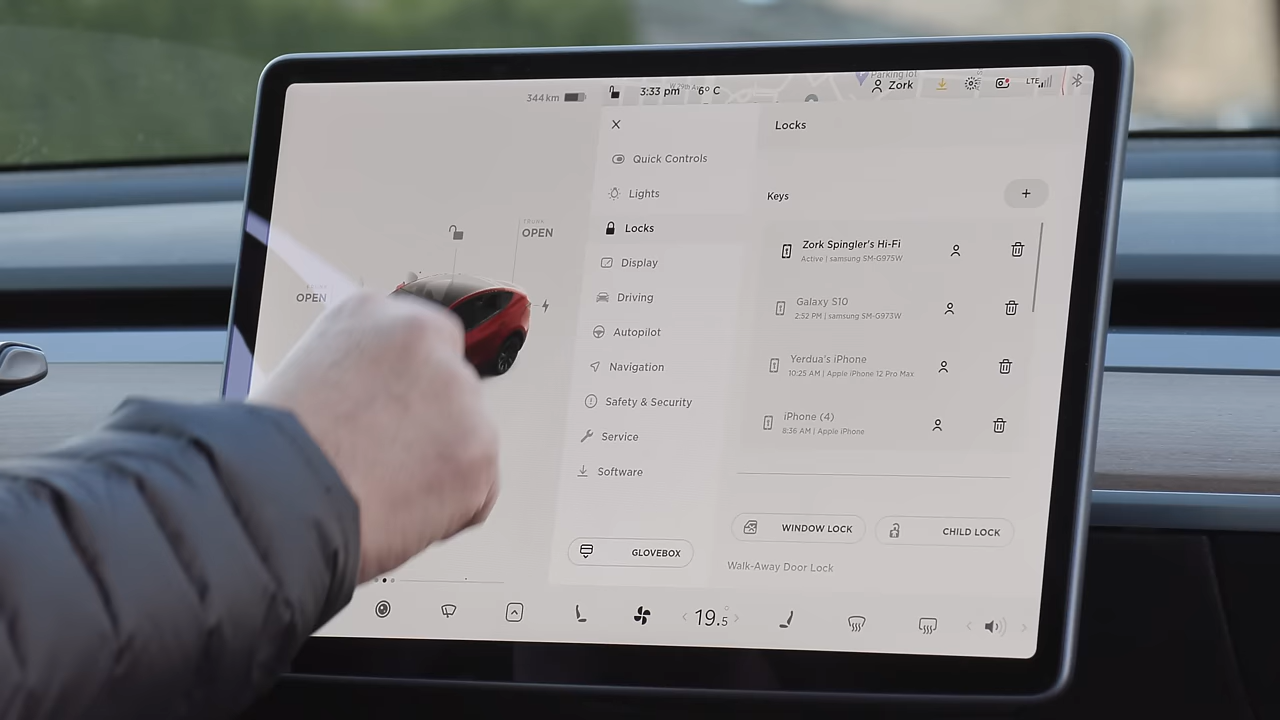 344 km
3:33 pm
6° C
Parking lot
Zork
LTE
Locks
Quick Controls
Lights
Locks
Display
Driving
Autopilot
Navigation
Safety & Security
Service
Software
GLOVEBOX
TRUNK
OPEN
OPEN
Keys
+
Zork Spingler's Hi-Fi
Active | samsung SM-G975W
Galaxy S10
2:52 PM | samsung SM-G973W
Yerdua's iPhone
10:25 AM | Apple iPhone 12 Pro Max
iPhone (4)
8:36 AM | Apple iPhone
WINDOW LOCK
CHILD LOCK
Walk-Away Door Lock
19.5